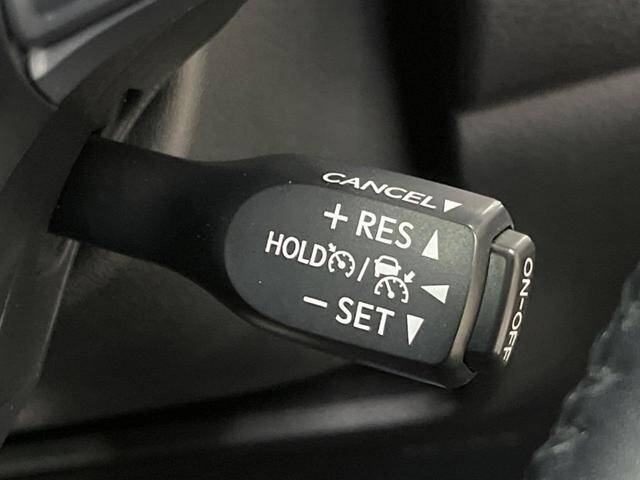 CANCEL▼
+ RES ▲
HOLD / ◀
− SET ▼
ON-OFF